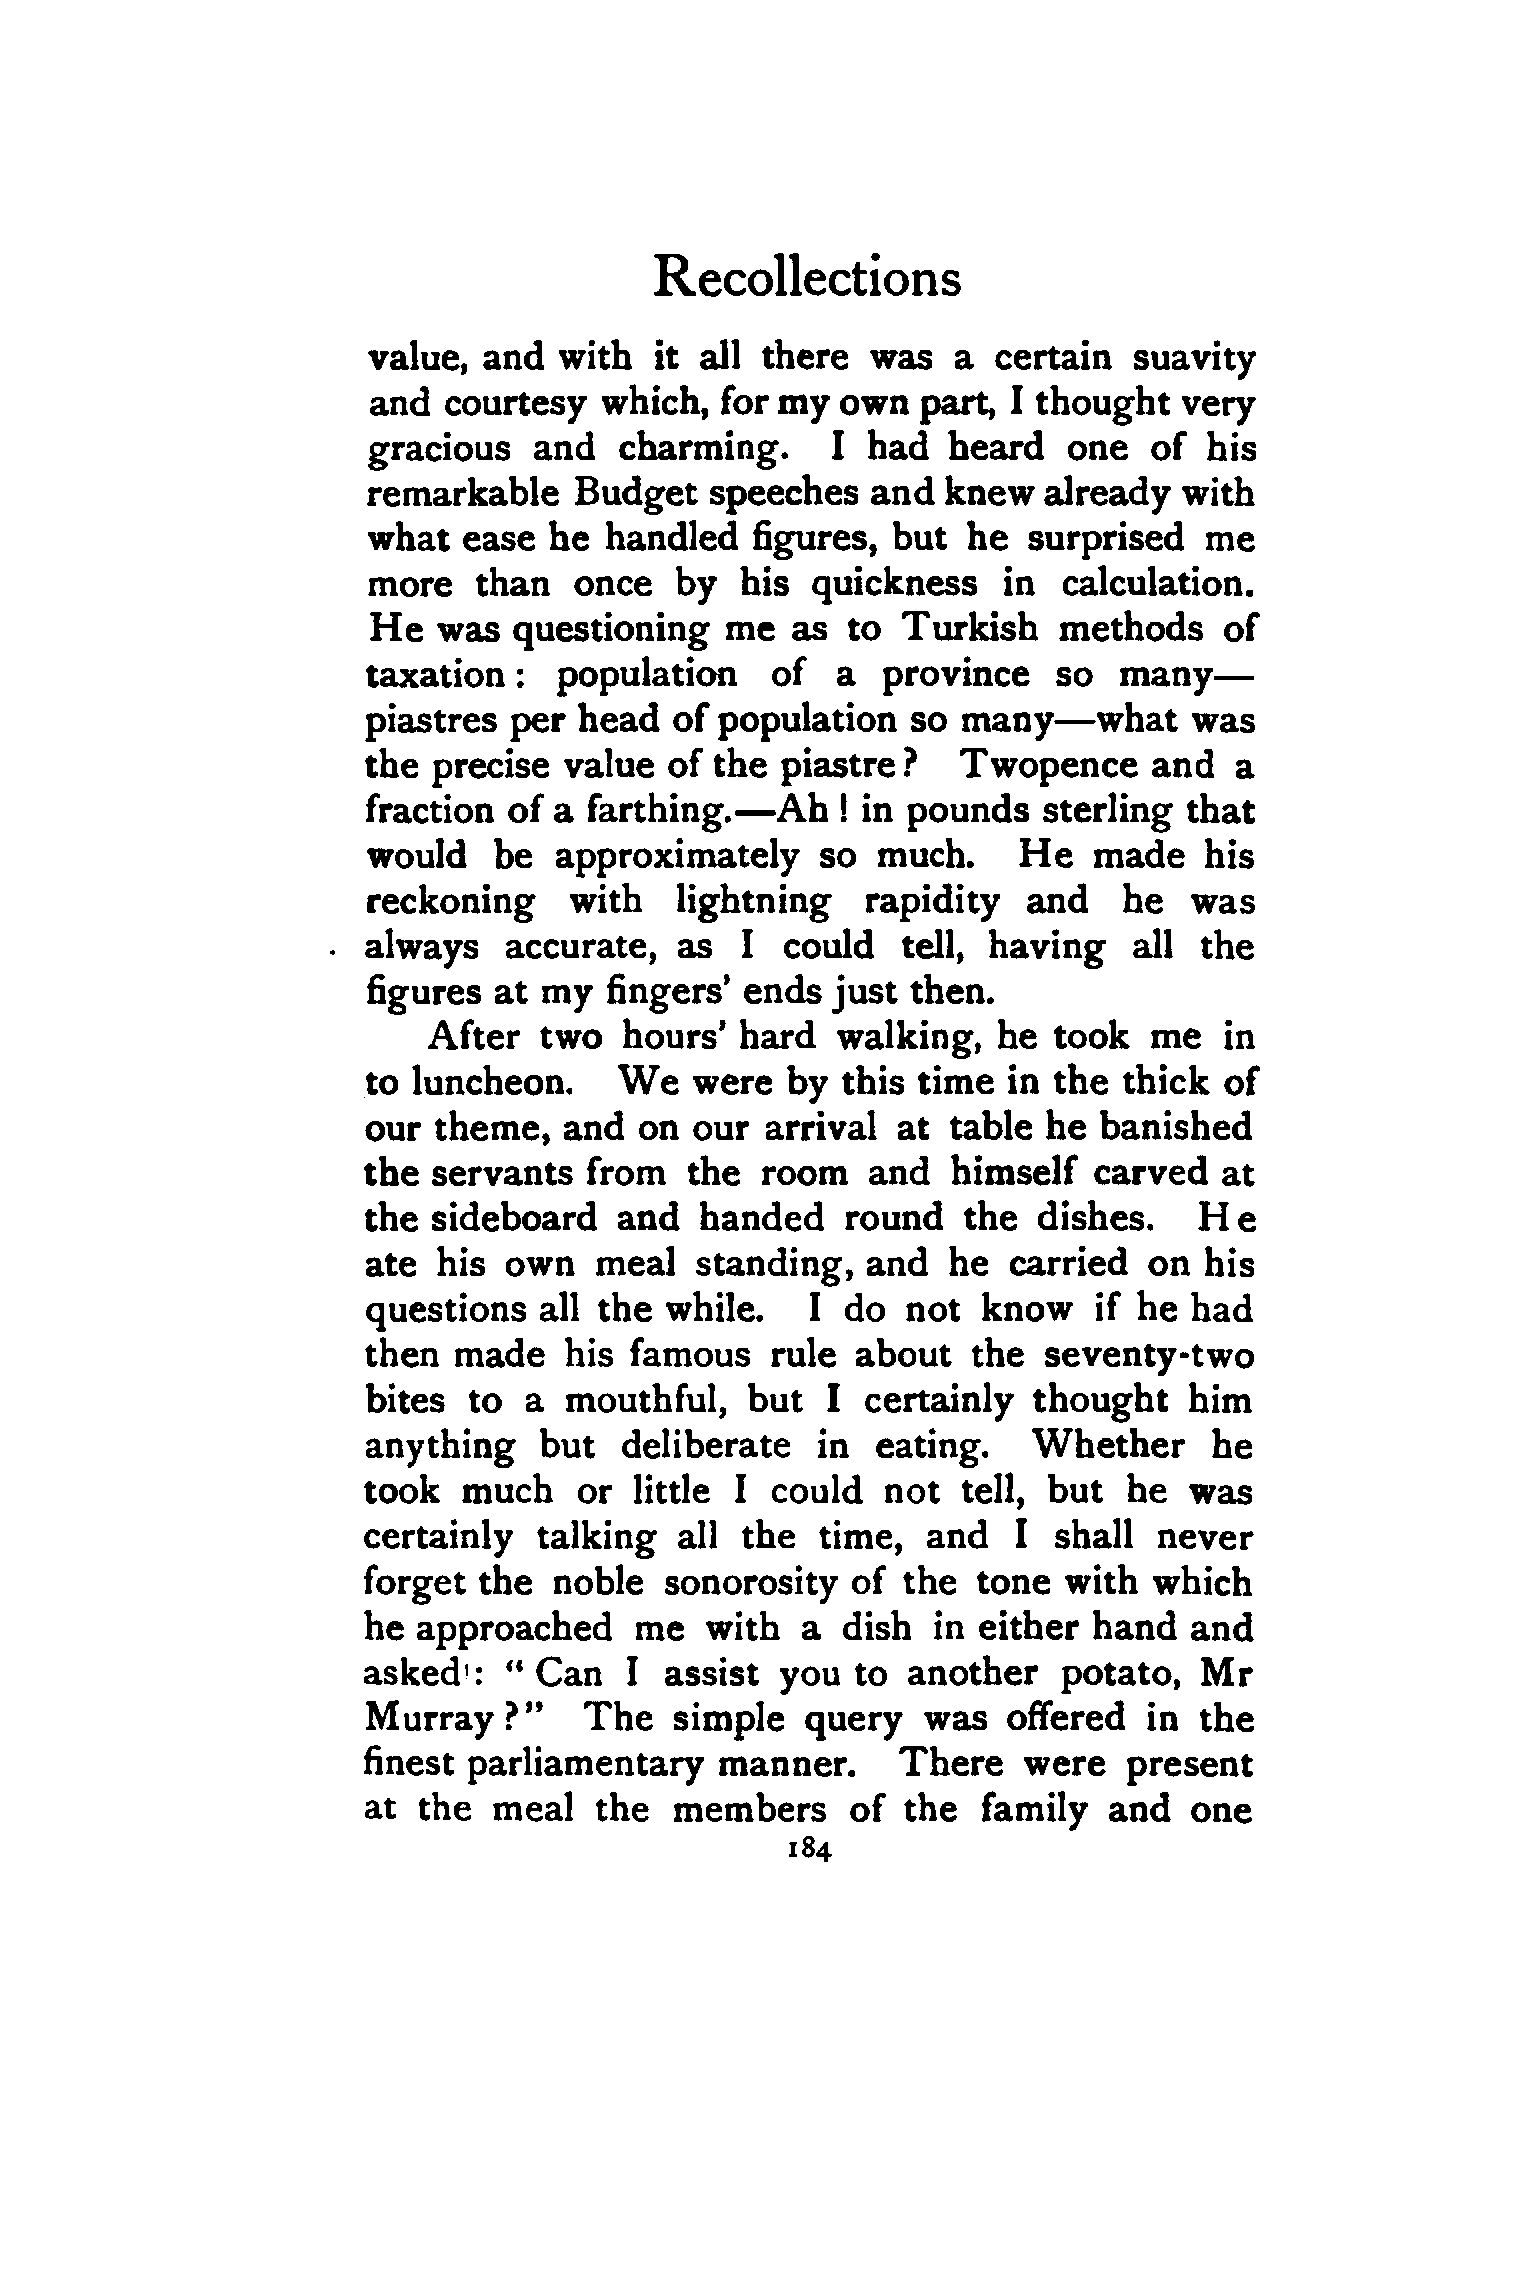 Recollections
value, and with it all there was a certain suavity
and courtesy which, for my own part, I thought very
gracious and charming. I had heard one of his
remarkable Budget speeches and knew already with
what ease he handled figures, but he surprised me
more than once by his quickness in calculation.
He was questioning me as to Turkish methods of
taxation : population of a province so many—
piastres per head of population so many—what was
the precise value of the piastre ? Twopence and a
fraction of a farthing.—Ah ! in pounds sterling that
would be approximately so much. He made his
reckoning with lightning rapidity and he was
always accurate, as I could tell, having all the
figures at my fingers' ends just then.
After two hours' hard walking, he took me in
to luncheon. We were by this time in the thick of
our theme, and on our arrival at table he banished
the servants from the room and himself carved at
the sideboard and handed round the dishes. He
ate his own meal standing, and he carried on his
questions all the while. I do not know if he had
then made his famous rule about the seventy-two
bites to a mouthful, but I certainly thought him
anything but deliberate in eating. Whether he
took much or little I could not tell, but he was
certainly talking all the time, and I shall never
forget the noble sonorosity of the tone with which
he approached me with a dish in either hand and
asked : " Can I assist you to another potato, Mr
Murray ?" The simple query was offered in the
finest parliamentary manner. There were present
at the meal the members of the family and one
184